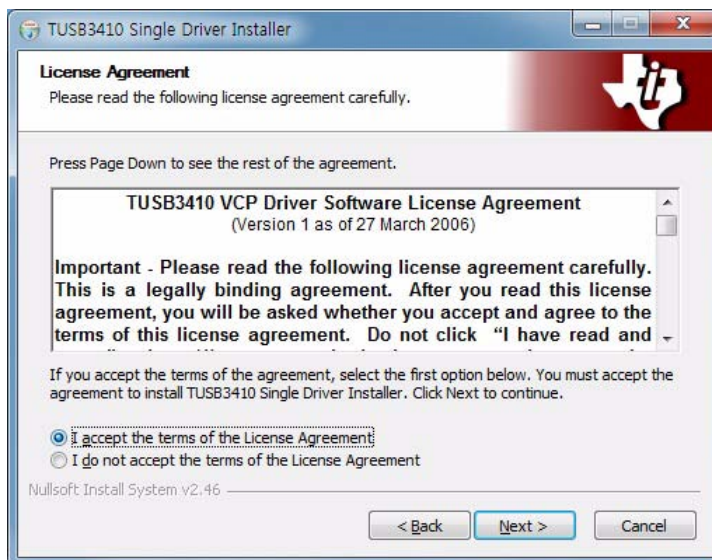 TUSB3410 Single Driver Installer
License Agreement
Please read the following license agreement carefully.
Press Page Down to see the rest of the agreement.
TUSB3410 VCP Driver Software License Agreement
(Version 1 as of 27 March 2006)
Important - Please read the following license agreement carefully.
This is a legally binding agreement.  After you read this license
agreement, you will be asked whether you accept and agree to the
terms of this license agreement.  Do not click  “I have read and
If you accept the terms of the agreement, select the first option below. You must accept the
agreement to install TUSB3410 Single Driver Installer. Click Next to continue.
I accept the terms of the License Agreement
I do not accept the terms of the License Agreement
Nullsoft Install System v2.46
< Back
Next >
Cancel